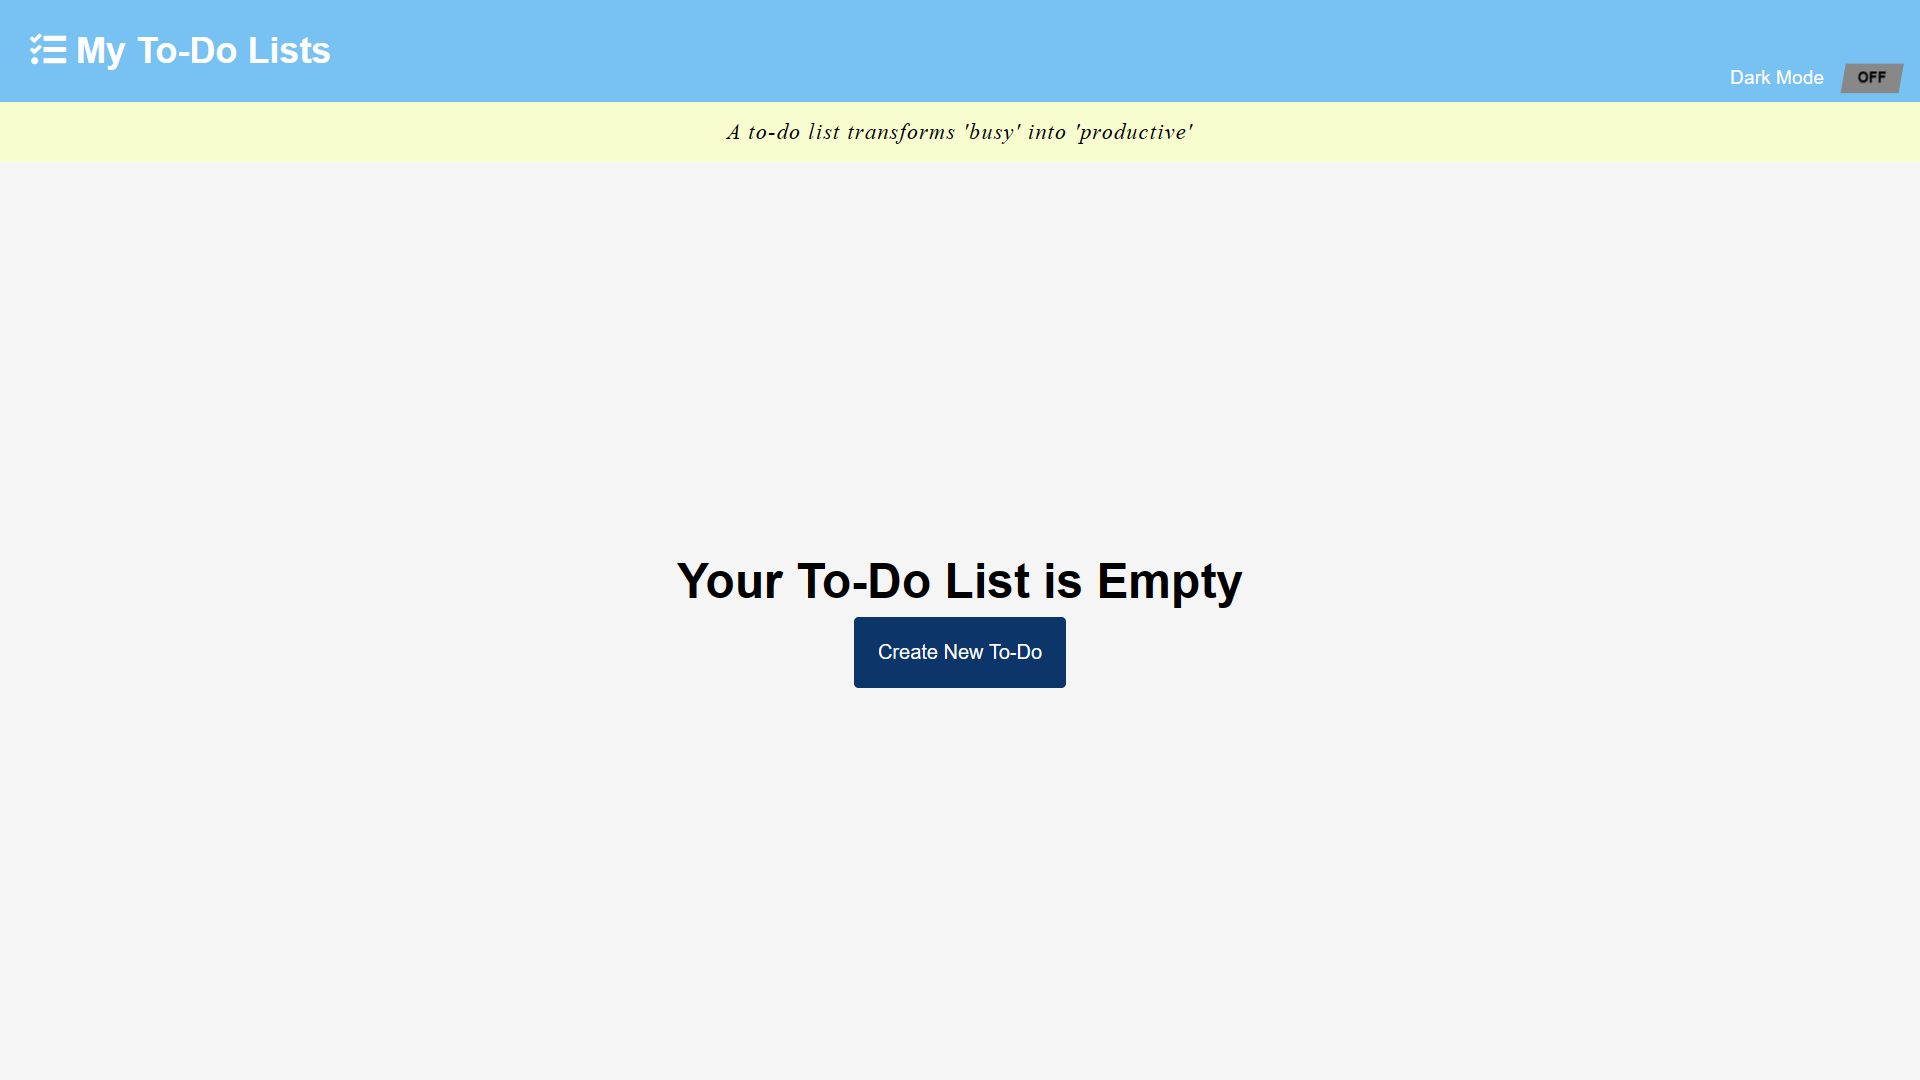 My To-Do Lists
Dark Mode OFF
A to-do list transforms 'busy' into 'productive'
Your To-Do List is Empty
Create New To-Do